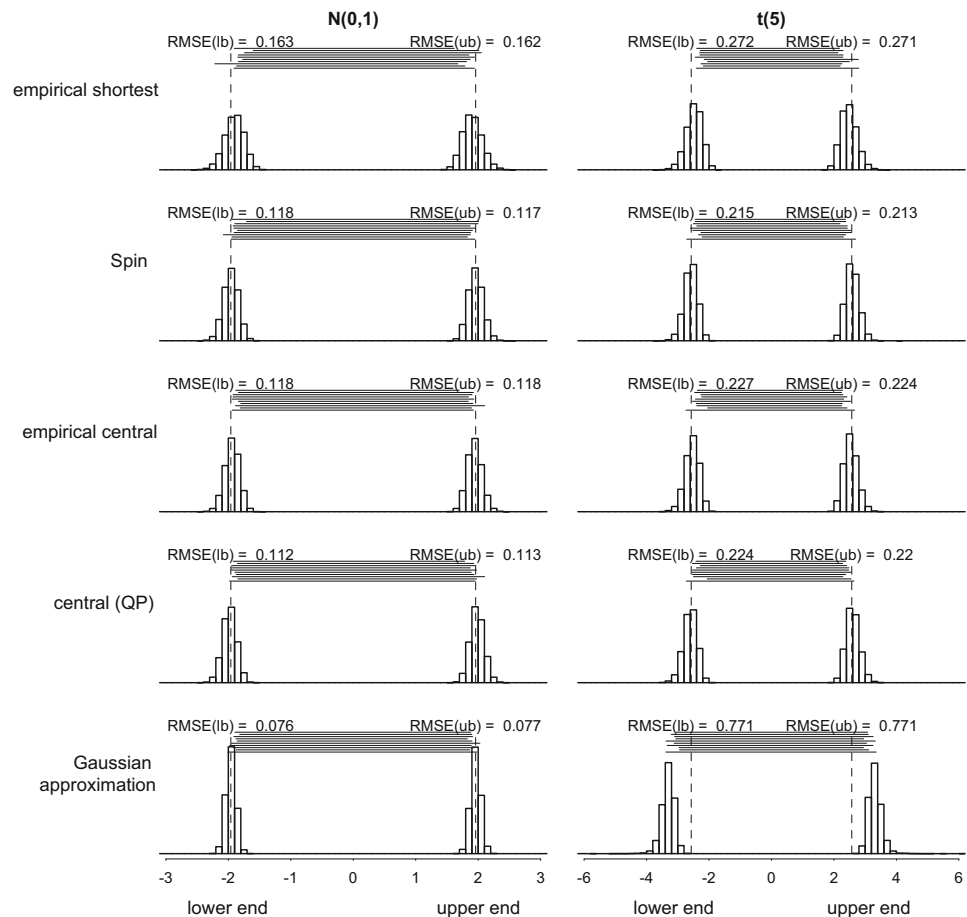 N(0,1) t(5)
RMSE(lb) = 0.163 RMSE(ub) = 0.162 RMSE(lb) = 0.272 RMSE(ub) = 0.271
empirical shortest
RMSE(lb) = 0.118 RMSE(ub) = 0.117 RMSE(lb) = 0.215 RMSE(ub) = 0.213
Spin
RMSE(lb) = 0.118 RMSE(ub) = 0.118 RMSE(lb) = 0.227 RMSE(ub) = 0.224
empirical central
RMSE(lb) = 0.112 RMSE(ub) = 0.113 RMSE(lb) = 0.224 RMSE(ub) = 0.22
central (QP)
RMSE(lb) = 0.076 RMSE(ub) = 0.077 RMSE(lb) = 0.771 RMSE(ub) = 0.771
Gaussian
approximation
-3 -2 -1 0 1 2 3 -6 -4 -2 0 2 4 6
lower end upper end lower end upper end